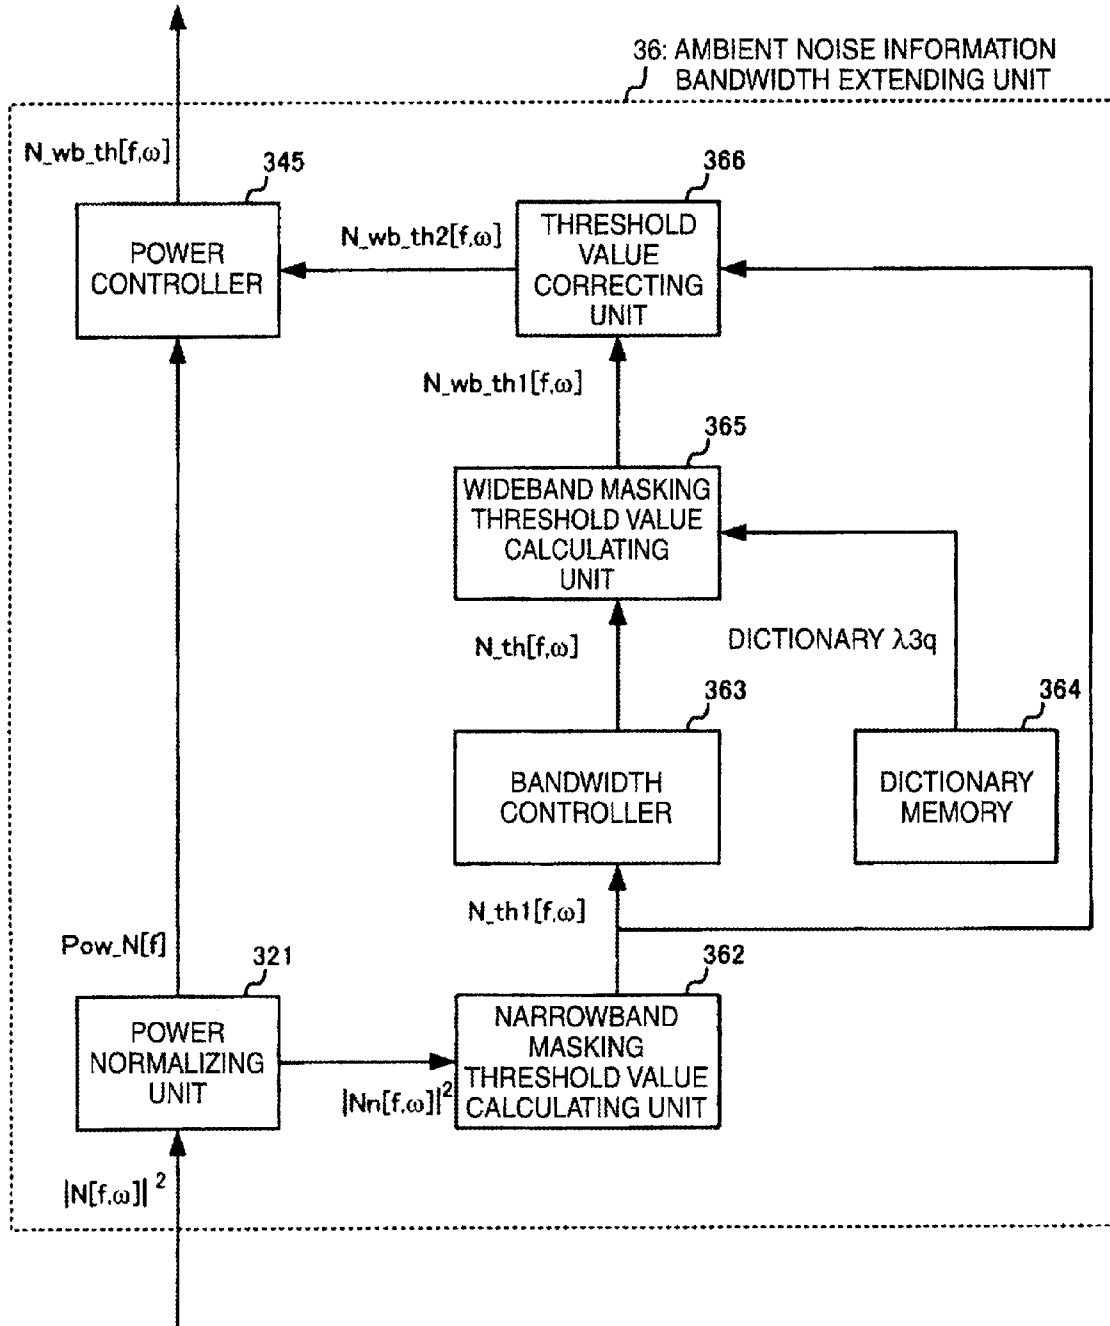 36: AMBIENT NOISE INFORMATION
BANDWIDTH EXTENDING UNIT
N_wb_th[f,ω]
345
366
POWER
CONTROLLER
N_wb_th2[f,ω]
THRESHOLD
VALUE
CORRECTING
UNIT
N_wb_th1[f,ω]
365
WIDEBAND MASKING
THRESHOLD VALUE
CALCULATING
UNIT
N_th[f,ω]
DICTIONARY λ3q
363
364
BANDWIDTH
CONTROLLER
DICTIONARY
MEMORY
N_th1[f,ω]
Pow_N[f]
321
362
POWER
NORMALIZING
UNIT
NARROWBAND
MASKING
THRESHOLD VALUE
CALCULATING UNIT
|Nn[f,ω]|²
|N[f,ω]|²